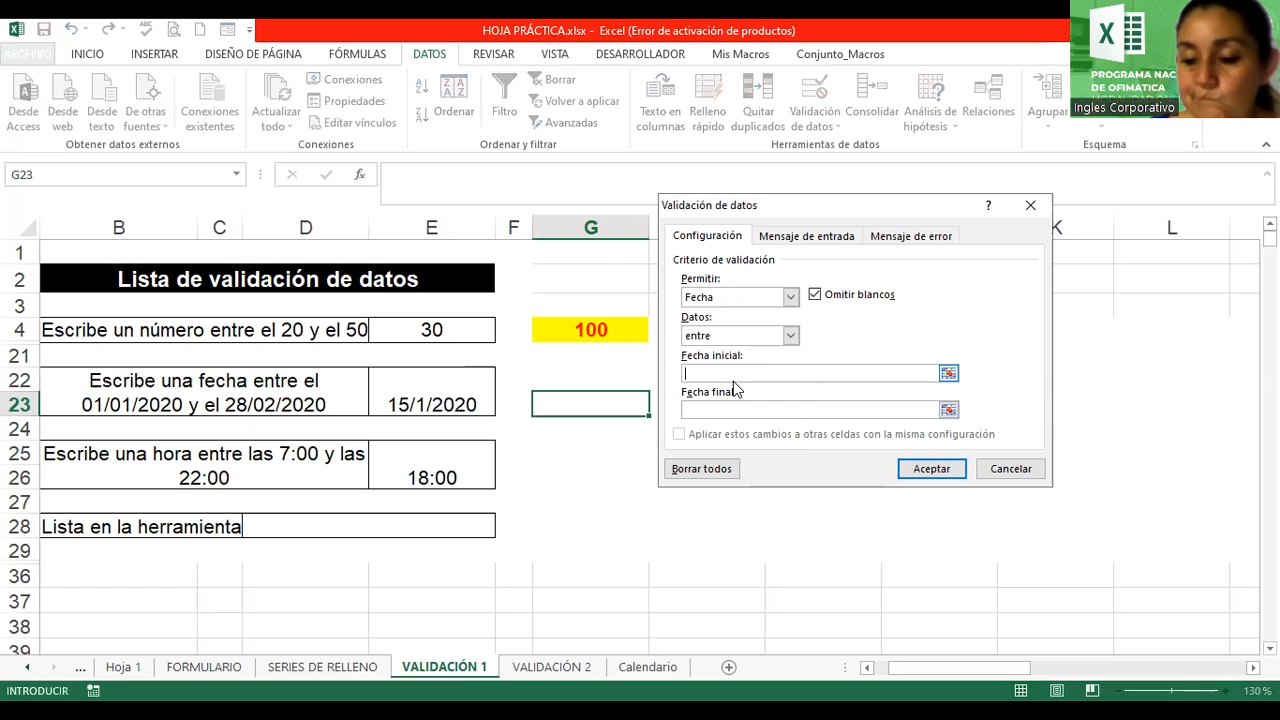 HOJA PRÁCTICA.xlsx - Excel (Error de activación de productos)
ARCHIVO INICIO INSERTAR DISEÑO DE PÁGINA FÓRMULAS DATOS REVISAR VISTA DESARROLLADOR Mis Macros Conjunto_Macros
PROGRAMA NAC
DE OFIMÁTICA
Ingles Corporativo
Desde Access
Desde web
Desde texto
De otras fuentes
Conexiones existentes
Actualizar todo
Conexiones
Propiedades
Editar vínculos
Ordenar
Filtro
Borrar
Volver a aplicar
Avanzadas
Texto en columnas
Relleno rápido
Quitar duplicados
Validación de datos
Consolidar
Análisis de hipótesis
Relaciones
Agrupar
Obtener datos externos Conexiones Ordenar y filtrar Herramientas de datos Esquema
G23
fx
B C D E F G K L
1
2 Lista de validación de datos
3
4 Escribe un número entre el 20 y el 50 30 100
21
22 Escribe una fecha entre el
23 01/01/2020 y el 28/02/2020 15/1/2020
24
25 Escribe una hora entre las 7:00 y las
26 22:00 18:00
27
28 Lista en la herramienta
29
36
37
38
39
Validación de datos ?
Configuración Mensaje de entrada Mensaje de error
Criterio de validación
Permitir:
Fecha Omitir blancos
Datos:
entre
Fecha inicial:
Fecha final
Aplicar estos cambios a otras celdas con la misma configuración
Borrar todos Aceptar Cancelar
... Hoja 1 FORMULARIO SERIES DE RELLENO VALIDACIÓN 1 VALIDACIÓN 2 Calendario
INTRODUCIR 130 %